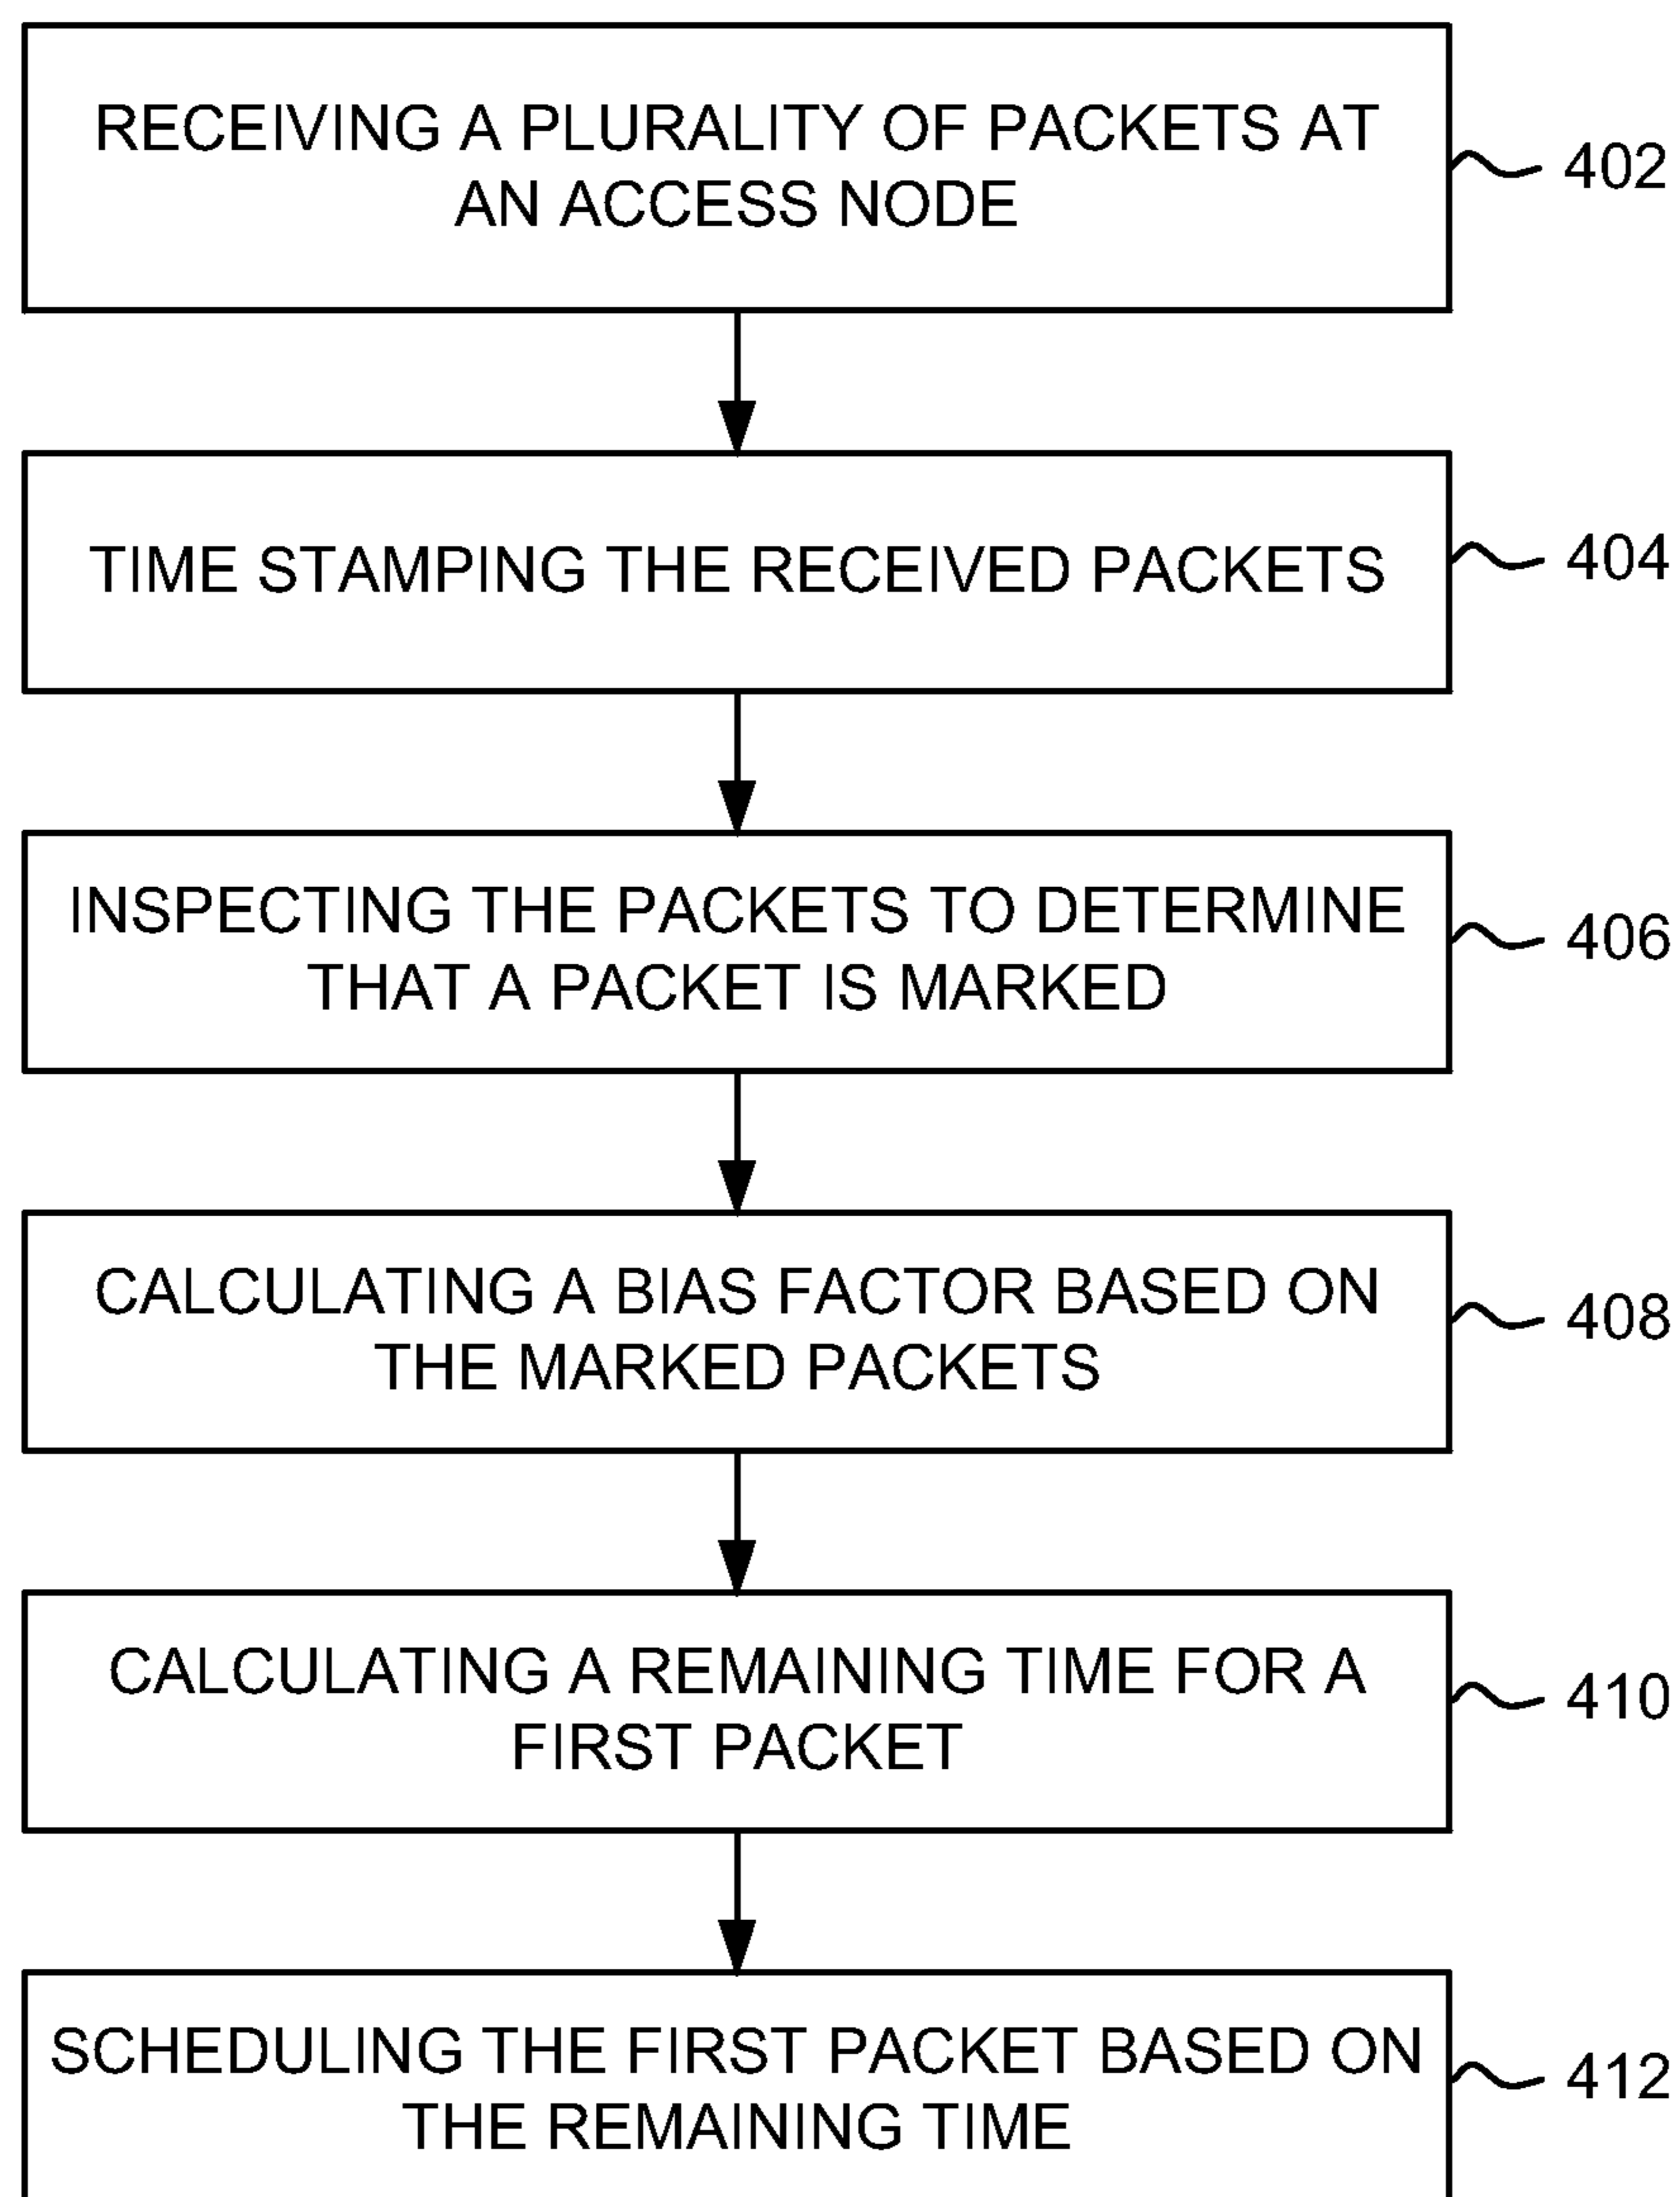 RECEIVING A PLURALITY OF PACKETS AT
AN ACCESS NODE
402
TIME STAMPING THE RECEIVED PACKETS
404
INSPECTING THE PACKETS TO DETERMINE
THAT A PACKET IS MARKED
406
CALCULATING A BIAS FACTOR BASED ON
THE MARKED PACKETS
408
CALCULATING A REMAINING TIME FOR A
FIRST PACKET
410
SCHEDULING THE FIRST PACKET BASED ON
THE REMAINING TIME
412